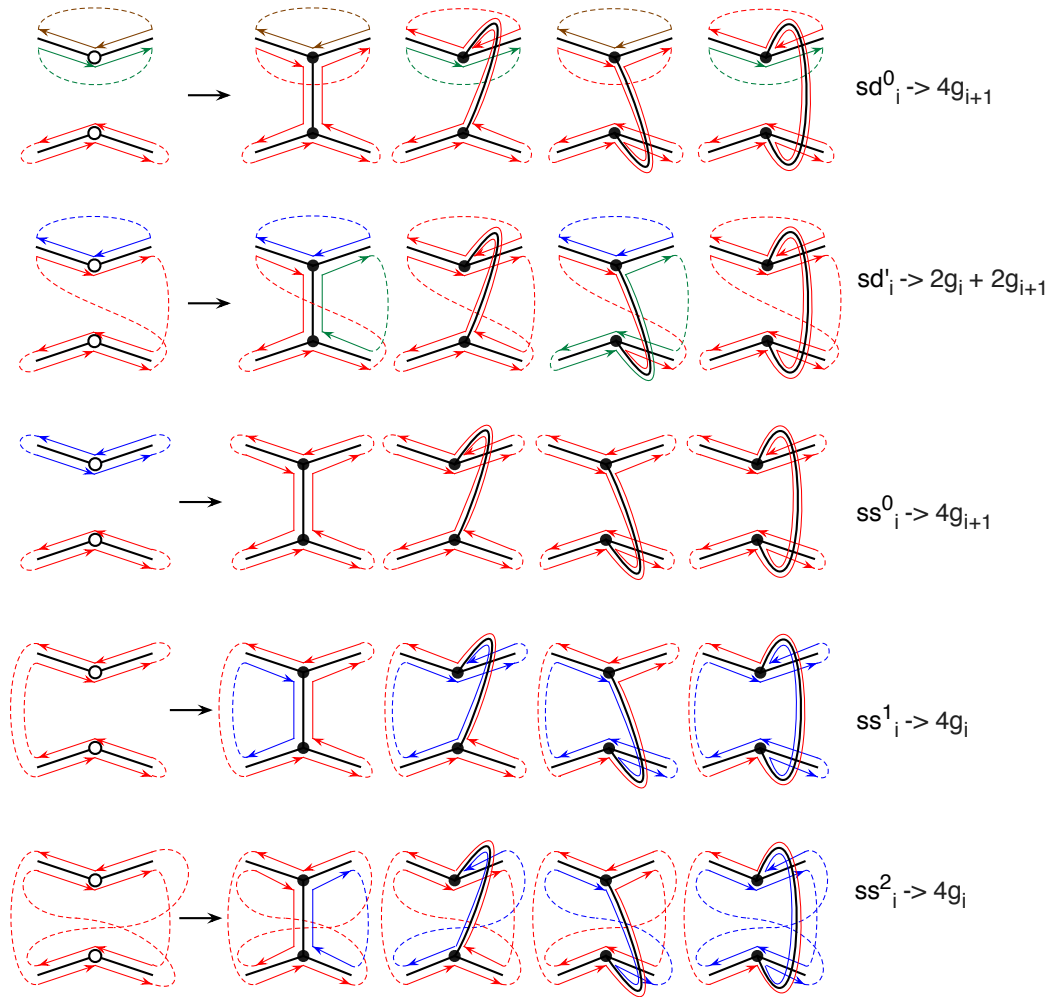 sd⁰ᵢ -> 4gᵢ₊₁
sd'ᵢ -> 2gᵢ + 2gᵢ₊₁
ss⁰ᵢ -> 4gᵢ₊₁
ss¹ᵢ -> 4gᵢ
ss²ᵢ -> 4gᵢ